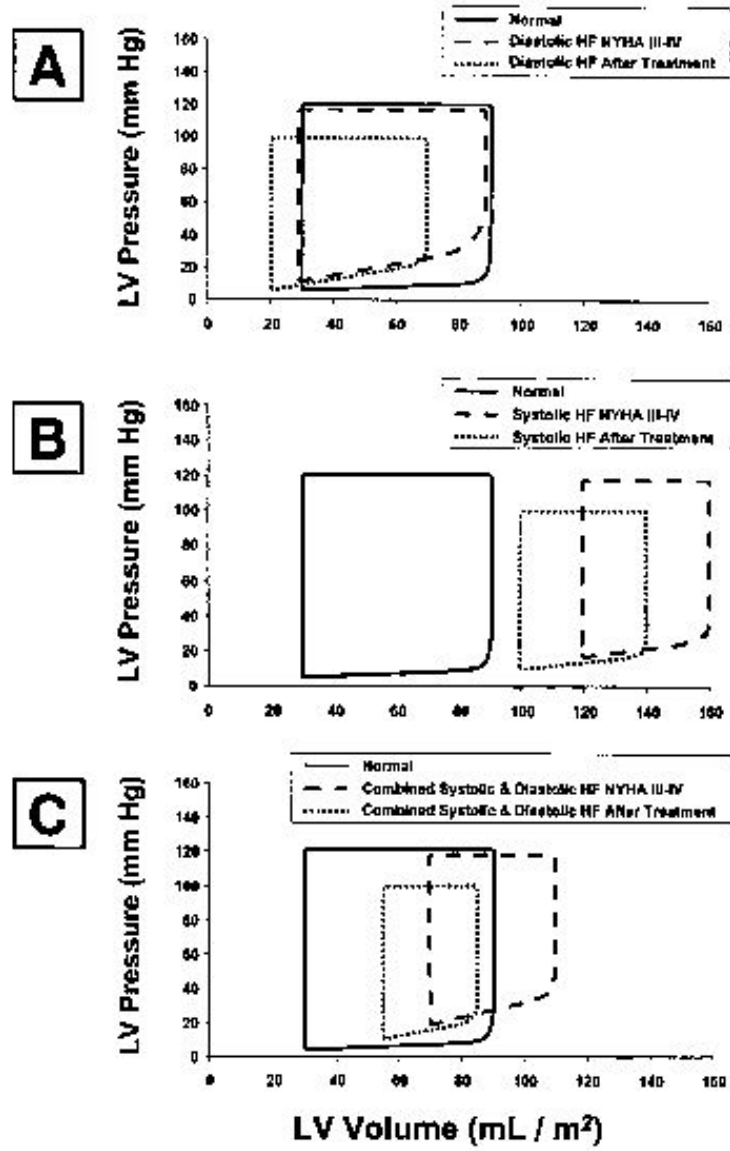 Normal
Diastolic HF NYHA III-IV
Diastolic HF After Treatment
A
LV Pressure (mm Hg)
160
140
120
100
80
60
40
20
0
0 20 40 60 80 100 120 140 160
Normal
Systolic HF NYHA III-IV
Systolic HF After Treatment
B
LV Pressure (mm Hg)
160
140
120
100
80
60
40
20
0
0 20 40 60 80 100 120 140 160
Normal
Combined Systolic & Diastolic HF NYHA III-IV
Combined Systolic & Diastolic HF After Treatment
C
LV Pressure (mm Hg)
160
140
120
100
80
60
40
20
0
0 20 40 60 80 100 120 140 160
LV Volume (mL / m²)